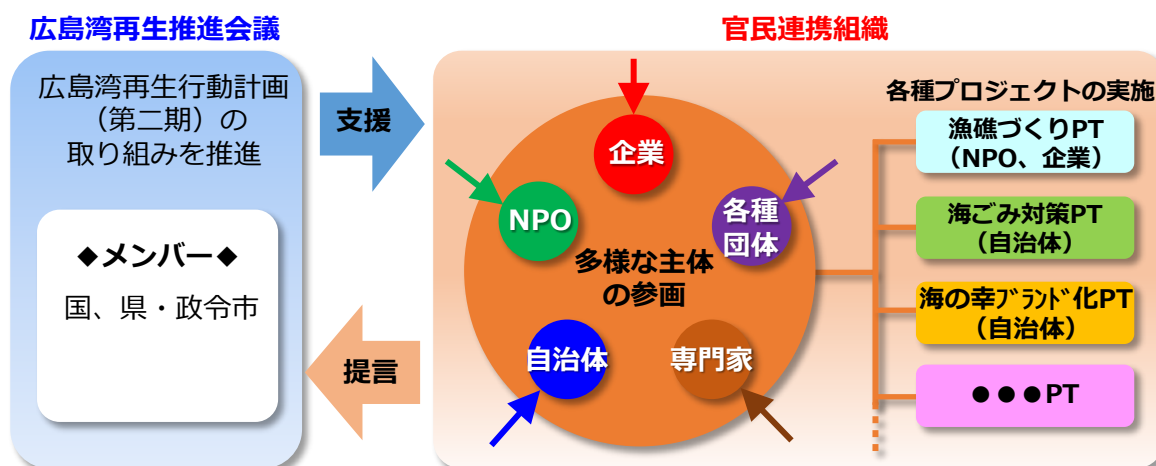 広島湾再生推進会議
広島湾再生行動計画
（第二期）の
取り組みを推進
◆メンバー◆
国、県・政令市
支援
提言
官民連携組織
企業
NPO
各種
団体
多様な主体
の参画
自治体
専門家
各種プロジェクトの実施
漁礁づくりPT
（NPO、企業）
海ごみ対策PT
（自治体）
海の幸ﾌﾞﾗﾝﾄﾞ化PT
（自治体）
●●●PT